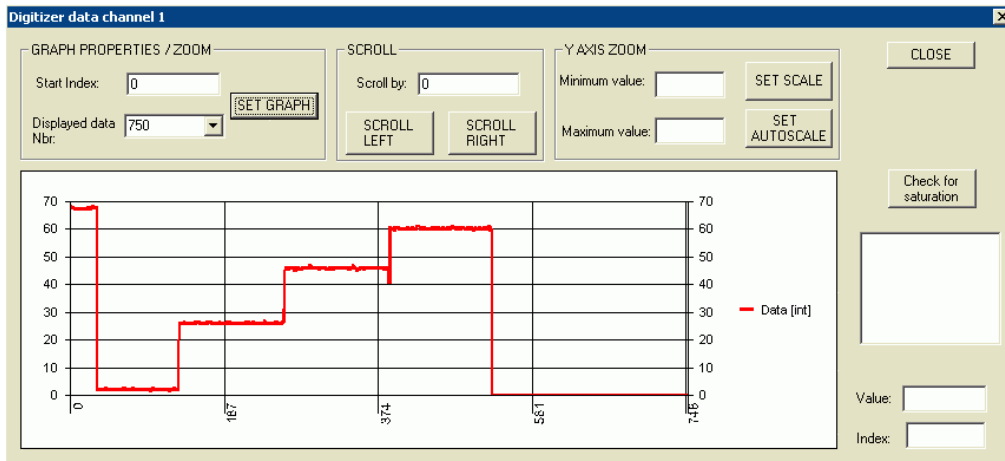 Digitizer data channel 1
GRAPH PROPERTIES / ZOOM
Start Index:
0
Displayed data
Nbr:
750
SET GRAPH
SCROLL
Scroll by:
0
SCROLL
LEFT
SCROLL
RIGHT
Y AXIS ZOOM
Minimum value:
SET SCALE
Maximum value:
SET
AUTOSCALE
CLOSE
Check for
saturation
70
60
50
40
30
20
10
0
70
60
50
40
30
20
10
0
0
187
374
561
748
Data [int]
Value:
Index: